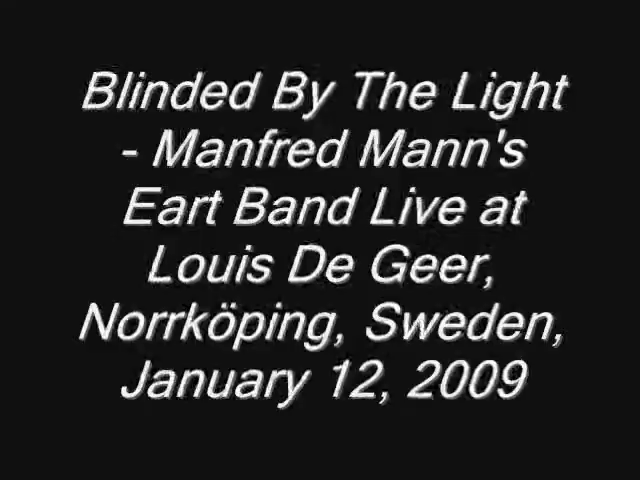 Blinded By The Light
- Manfred Mann's
Eart Band Live at
Louis De Geer,
Norrköping, Sweden,
January 12, 2009